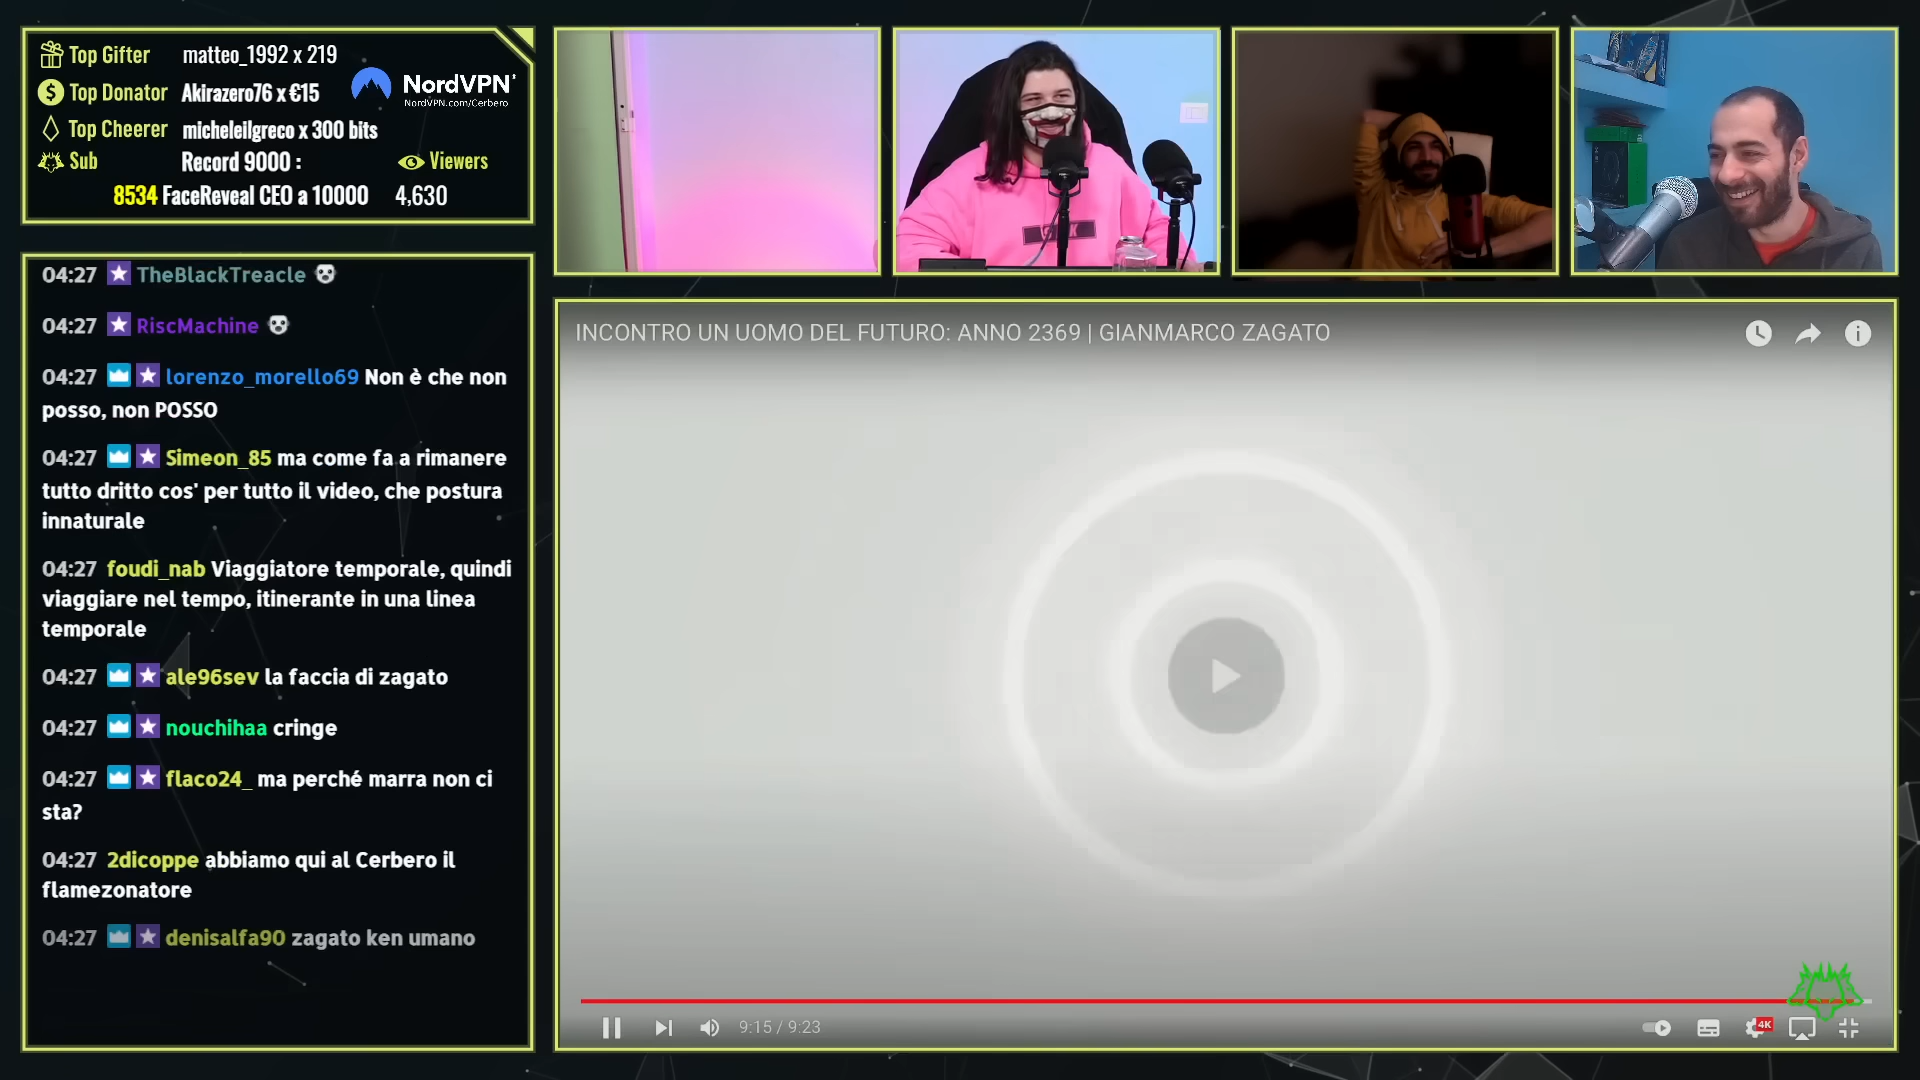 Top Gifter matteo_1992 x 219
Top Donator Akirazero76 x €15
Top Cheerer micheleilgreco x 300 bits
Sub Record 9000 : Viewers
8534 FaceReveal CEO a 10000 4,630
NordVPN
NordVPN.com/Cerbero
04:27 TheBlackTreacle
04:27 RiscMachine
04:27 lorenzo_morello69 Non è che non
posso, non POSSO
04:27 Simeon_85 ma come fa a rimanere
tutto dritto cos' per tutto il video, che postura
innaturale
04:27 foudi_nab Viaggiatore temporale, quindi
viaggiare nel tempo, itinerante in una linea
temporale
04:27 ale96sev la faccia di zagato
04:27 nouchihaa cringe
04:27 flaco24_ ma perché marra non ci
sta?
04:27 2dicoppe abbiamo qui al Cerbero il
flamezonatore
04:27 denisalfa90 zagato ken umano
INCONTRO UN UOMO DEL FUTURO: ANNO 2369 | GIANMARCO ZAGATO
9:15 / 9:23
4K